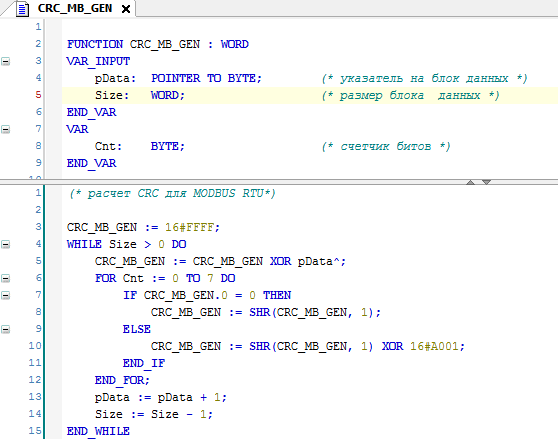 CRC_MB_GEN
1
2 FUNCTION CRC_MB_GEN : WORD
3 VAR_INPUT
4 pData: POINTER TO BYTE; (* указатель на блок данных *)
5 Size: WORD; (* размер блока данных *)
6 END_VAR
7 VAR
8 Cnt: BYTE; (* счетчик битов *)
9 END_VAR
1 (* расчет CRC для MODBUS RTU*)
2
3 CRC_MB_GEN := 16#FFFF;
4 WHILE Size > 0 DO
5 CRC_MB_GEN := CRC_MB_GEN XOR pData^;
6 FOR Cnt := 0 TO 7 DO
7 IF CRC_MB_GEN.0 = 0 THEN
8 CRC_MB_GEN := SHR(CRC_MB_GEN, 1);
9 ELSE
10 CRC_MB_GEN := SHR(CRC_MB_GEN, 1) XOR 16#A001;
11 END_IF
12 END_FOR;
13 pData := pData + 1;
14 Size := Size - 1;
15 END_WHILE